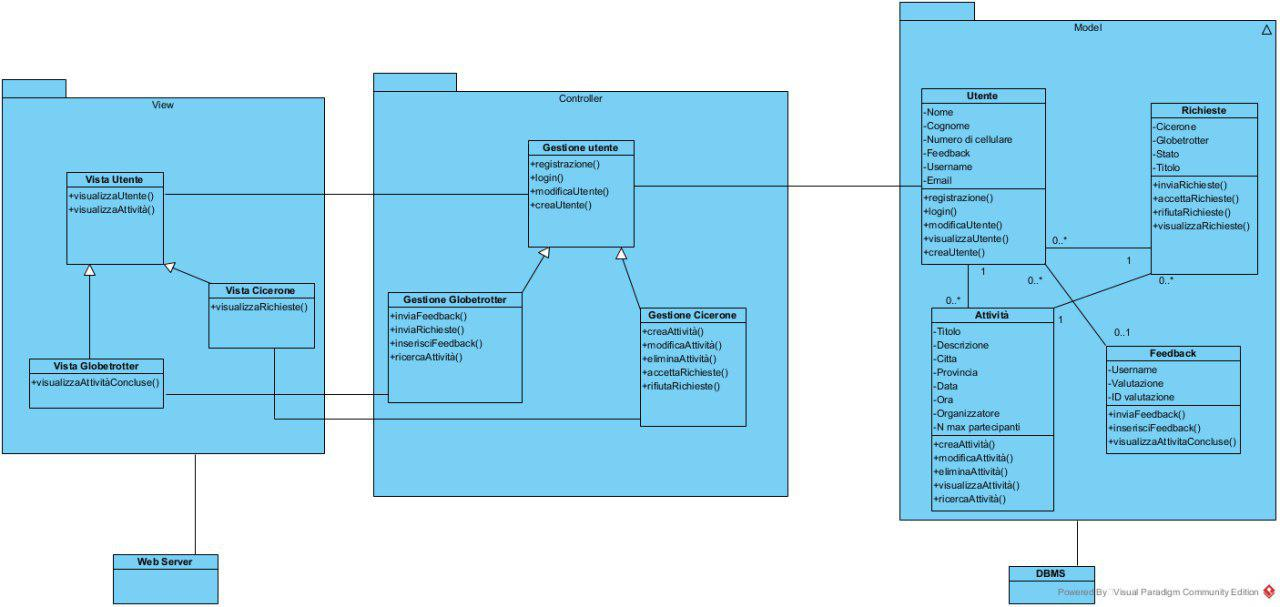 View
Vista Utente
+visualizzaUtente()
+visualizzaAttività()
Vista Cicerone
+visualizzaRichieste()
Vista Globetrotter
+visualizzaAttivitàConcluse()
Web Server
Controller
Gestione utente
+registrazione()
+login()
+modificaUtente()
+creaUtente()
Gestione Globetrotter
+inviaFeedback()
+inviaRichieste()
+inserisciFeedback()
+ricercaAttività()
Gestione Cicerone
+creaAttività()
+modificaAttività()
+eliminaAttività()
+accettaRichieste()
+rifiutaRichieste()
Model
Utente
-Nome
-Cognome
-Numero di cellulare
-Feedback
-Username
-Email
+registrazione()
+login()
+modificaUtente()
+visualizzaUtente()
+creaUtente()
Richieste
-Cicerone
-Globetrotter
-Stato
-Titolo
+inviaRichieste()
+accettaRichieste()
+rifiutaRichieste()
+visualizzaRichieste()
0..*
1
1
0..*
0..*
0..*
1
0..1
Attività
-Titolo
-Descrizione
-Citta
-Provincia
-Data
-Ora
-Organizzatore
-N max partecipanti
+creaAttività()
+modificaAttività()
+eliminaAttività()
+visualizzaAttività()
+ricercaAttività()
Feedback
-Username
-Valutazione
-ID valutazione
+inviaFeedback()
+inserisciFeedback()
+visualizzaAttivitaConcluse()
DBMS
Powered By Visual Paradigm Community Edition